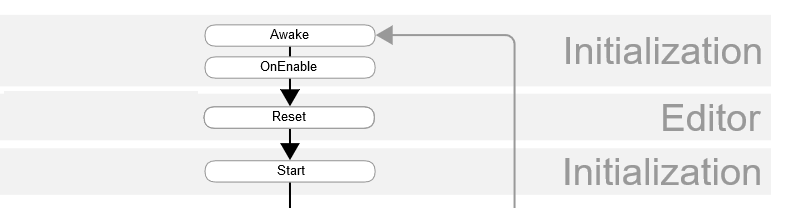 Awake
Initialization
OnEnable
Reset
Editor
Start
Initialization